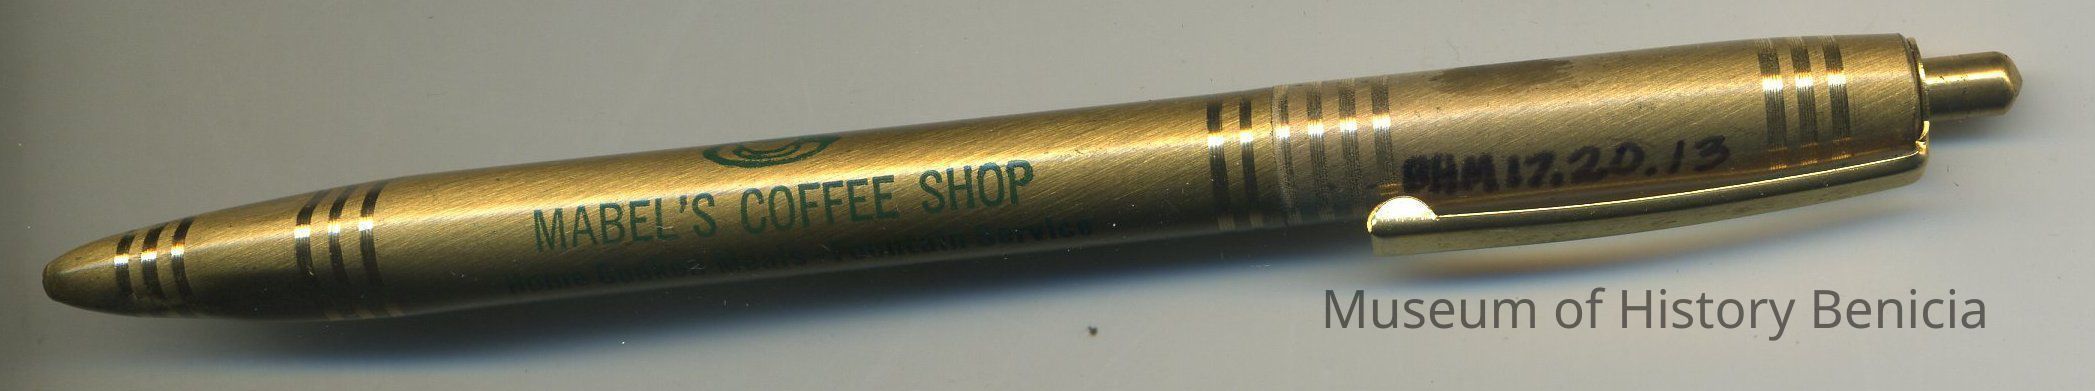 MABEL'S COFFEE SHOP
Home Cooked Meals - Fountain Service
BHM17.20.13
Museum of History Benicia